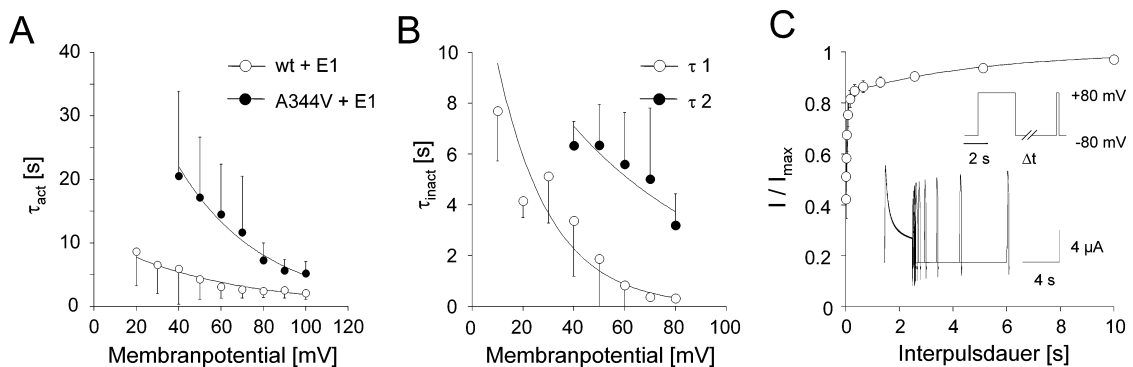 A
τact [s]
40
30
20
10
0
wt + E1
A344V + E1
0 20 40 60 80 100 120
Membranpotential [mV]
B
τinact [s]
10
8
6
4
2
0
τ 1
τ 2
0 20 40 60 80 100
Membranpotential [mV]
C
I / Imax
1
0.8
0.6
0.4
0.2
0
+80 mV
-80 mV
2 s Δt
4 µA
4 s
0 2 4 6 8 10
Interpulsdauer [s]